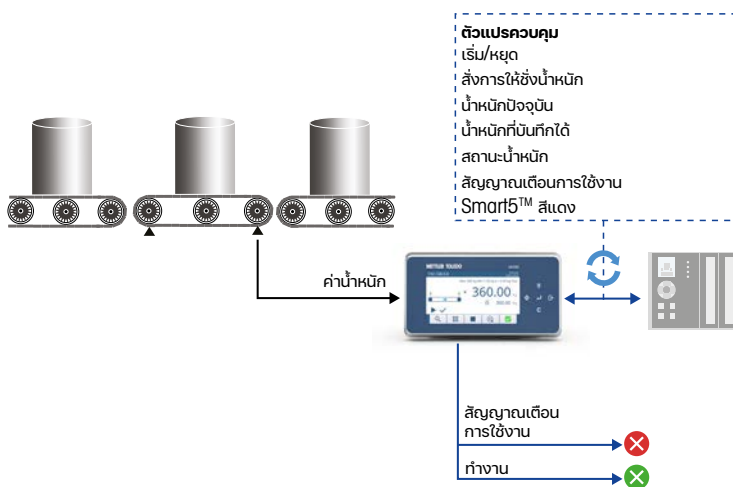 ตัวแปรควบคุม
เริ่ม/หยุด
สั่งการให้ชั่งน้ำหนัก
น้ำหนักปัจจุบัน
น้ำหนักที่บันทึกได้
สถานะน้ำหนัก
สัญญาณเตือนการใช้งาน
Smart5™ สีแดง
ค่าน้ำหนัก
METTLER TOLEDO
360.00
C
สัญญาณเตือน
การใช้งาน
ทำงาน